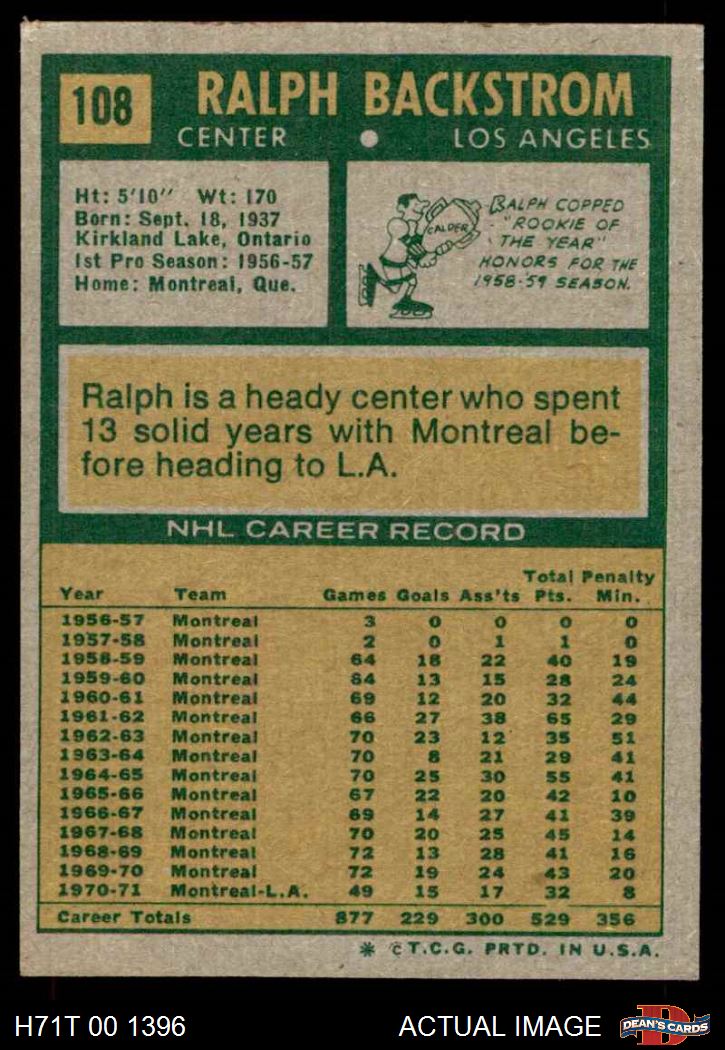 108
RALPH BACKSTROM
CENTER • LOS ANGELES
Ht: 5'10" Wt: 170
Born: Sept. 18, 1937
Kirkland Lake, Ontario
1st Pro Season: 1956-57
Home: Montreal, Que.
CALDER
RALPH COPPED
"ROOKIE OF
THE YEAR"
HONORS FOR THE
1958-59 SEASON.
Ralph is a heady center who spent
13 solid years with Montreal be-
fore heading to L.A.
NHL CAREER RECORD
Total Penalty
Year Team Games Goals Ass'ts Pts. Min.
1956-57 Montreal 3 0 0 0 0
1957-58 Montreal 2 0 1 1 0
1958-59 Montreal 64 18 22 40 19
1959-60 Montreal 64 13 15 28 24
1960-61 Montreal 69 12 20 32 44
1961-62 Montreal 66 27 38 65 29
1962-63 Montreal 70 23 12 35 51
1963-64 Montreal 70 8 21 29 41
1964-65 Montreal 70 25 30 55 41
1965-66 Montreal 67 22 20 42 10
1966-67 Montreal 69 14 27 41 39
1967-68 Montreal 70 20 25 45 14
1968-69 Montreal 72 13 28 41 16
1969-70 Montreal 72 19 24 43 20
1970-71 Montreal-L.A. 49 15 17 32 8
Career Totals 877 229 300 529 356
* © T.C.G. PRTD. IN U.S.A.
H71T 00 1396 ACTUAL IMAGE
D
DEAN'S CARDS